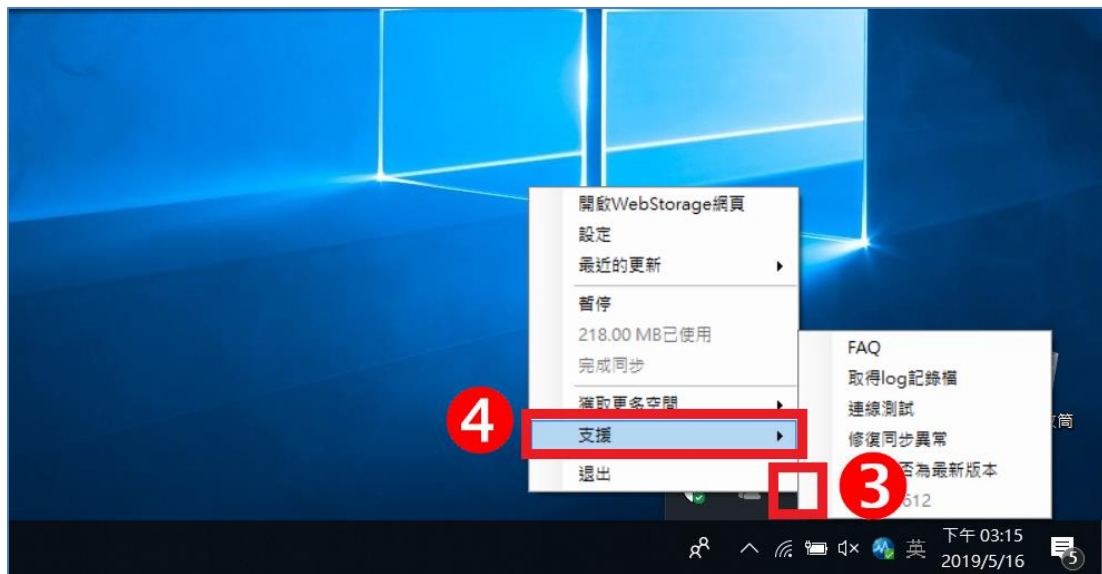 開啟WebStorage網頁
設定
最近的更新
暫停
218.00 MB已使用
完成同步
獲取更多空間
4
支援
退出
FAQ
取得log記錄檔
連線測試
修復同步異常
否為最新版本
3
612
筒
英
下午 03:15
2019/5/16
5